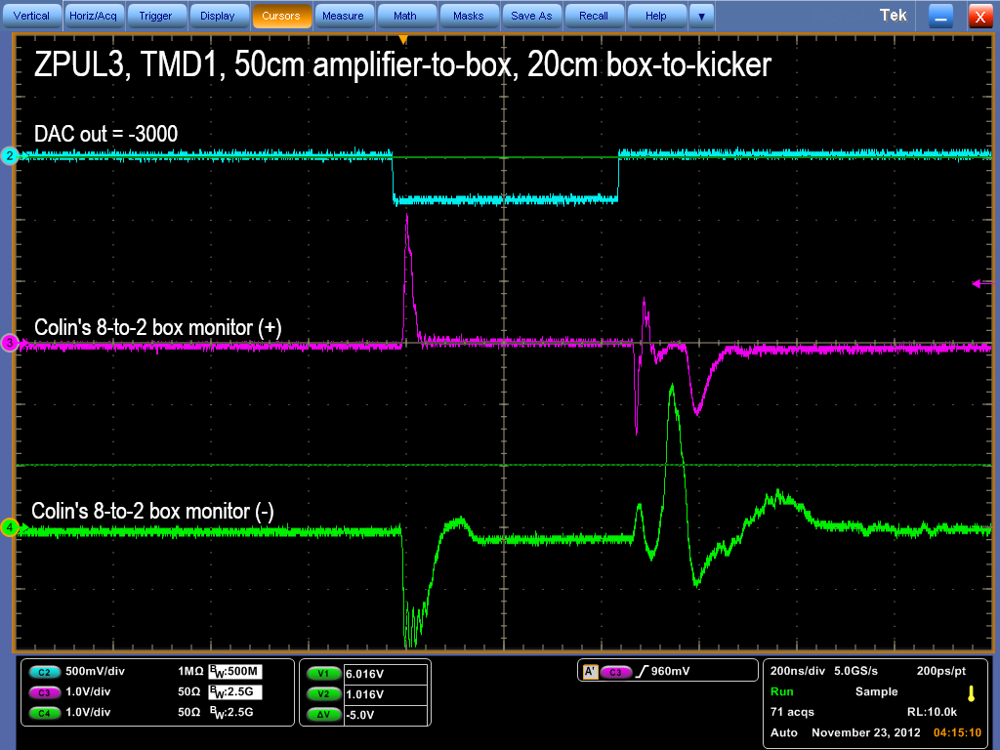 Vertical Horiz/Acq Trigger Display Cursors Measure Math Masks Save As Recall Help Tek X
ZPUL3, TMD1, 50cm amplifier-to-box, 20cm box-to-kicker
DAC out = -3000
2
Colin's 8-to-2 box monitor (+)
3
Colin's 8-to-2 box monitor (-)
4
C2 500mV/div 1MΩ BW:500M
C3 1.0V/div 50Ω BW:2.5G
C4 1.0V/div 50Ω BW:2.5G
V1 6.016V
V2 1.016V
ΔV -5.0V
A' C3 960mV
200ns/div 5.0GS/s 200ps/pt
Run Sample
71 acqs RL:10.0k
Auto November 23, 2012 04:15:10